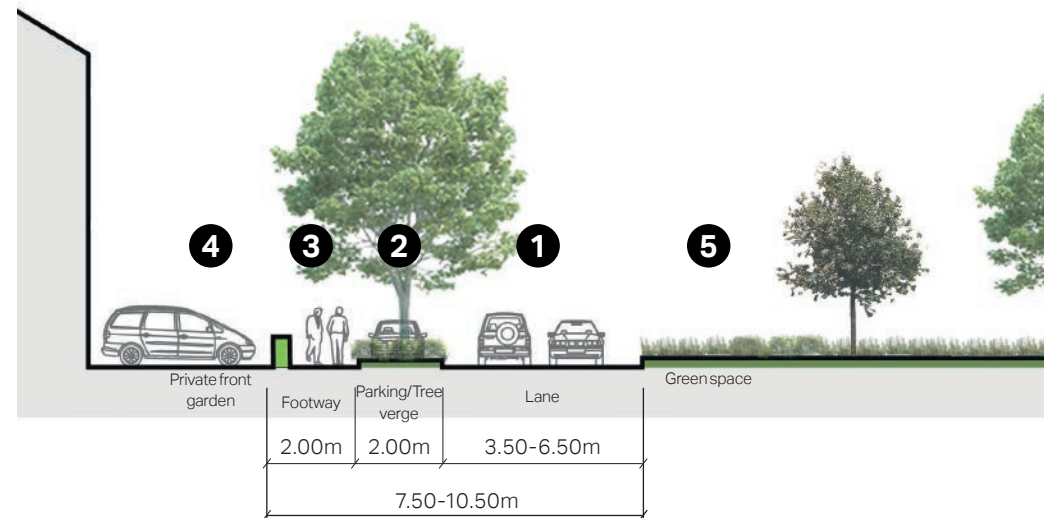 4
3
2
1
5
Private front
garden
Footway
Parking/Tree
verge
Lane
Green space
2.00m
2.00m
3.50-6.50m
7.50-10.50m